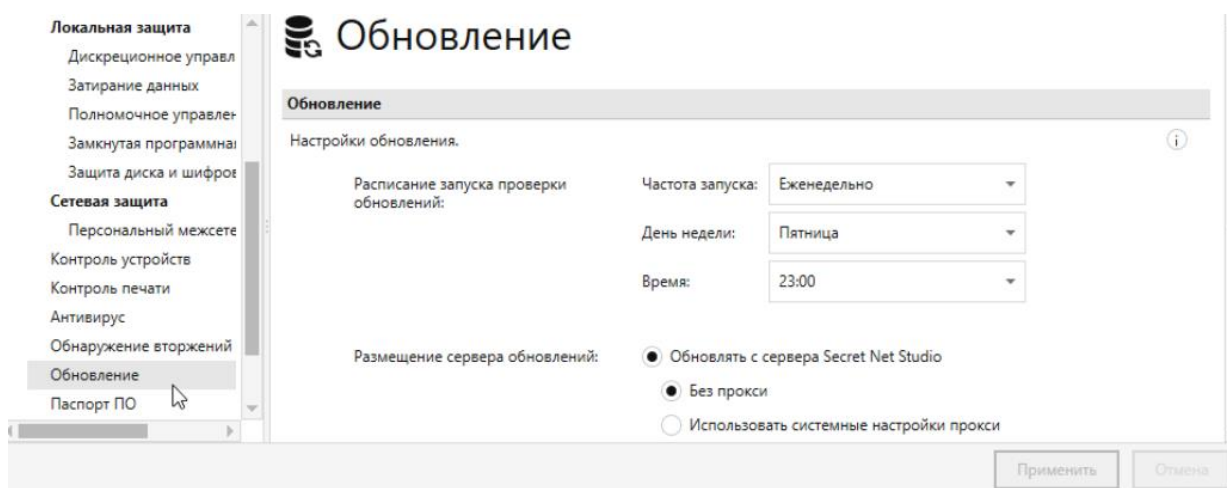 Локальная защита
Дискреционное управл
Затирание данных
Полномочное управлен
Замкнутая программная
Защита диска и шифров
Сетевая защита
Персональный межсете
Контроль устройств
Контроль печати
Антивирус
Обнаружение вторжений
Обновление
Паспорт ПО
Обновление
Обновление
Настройки обновления.
Расписание запуска проверки
обновлений:
Частота запуска: Еженедельно
День недели: Пятница
Время: 23:00
Размещение сервера обновлений:
Обновлять с сервера Secret Net Studio
Без прокси
Использовать системные настройки прокси
Применить
Отмена